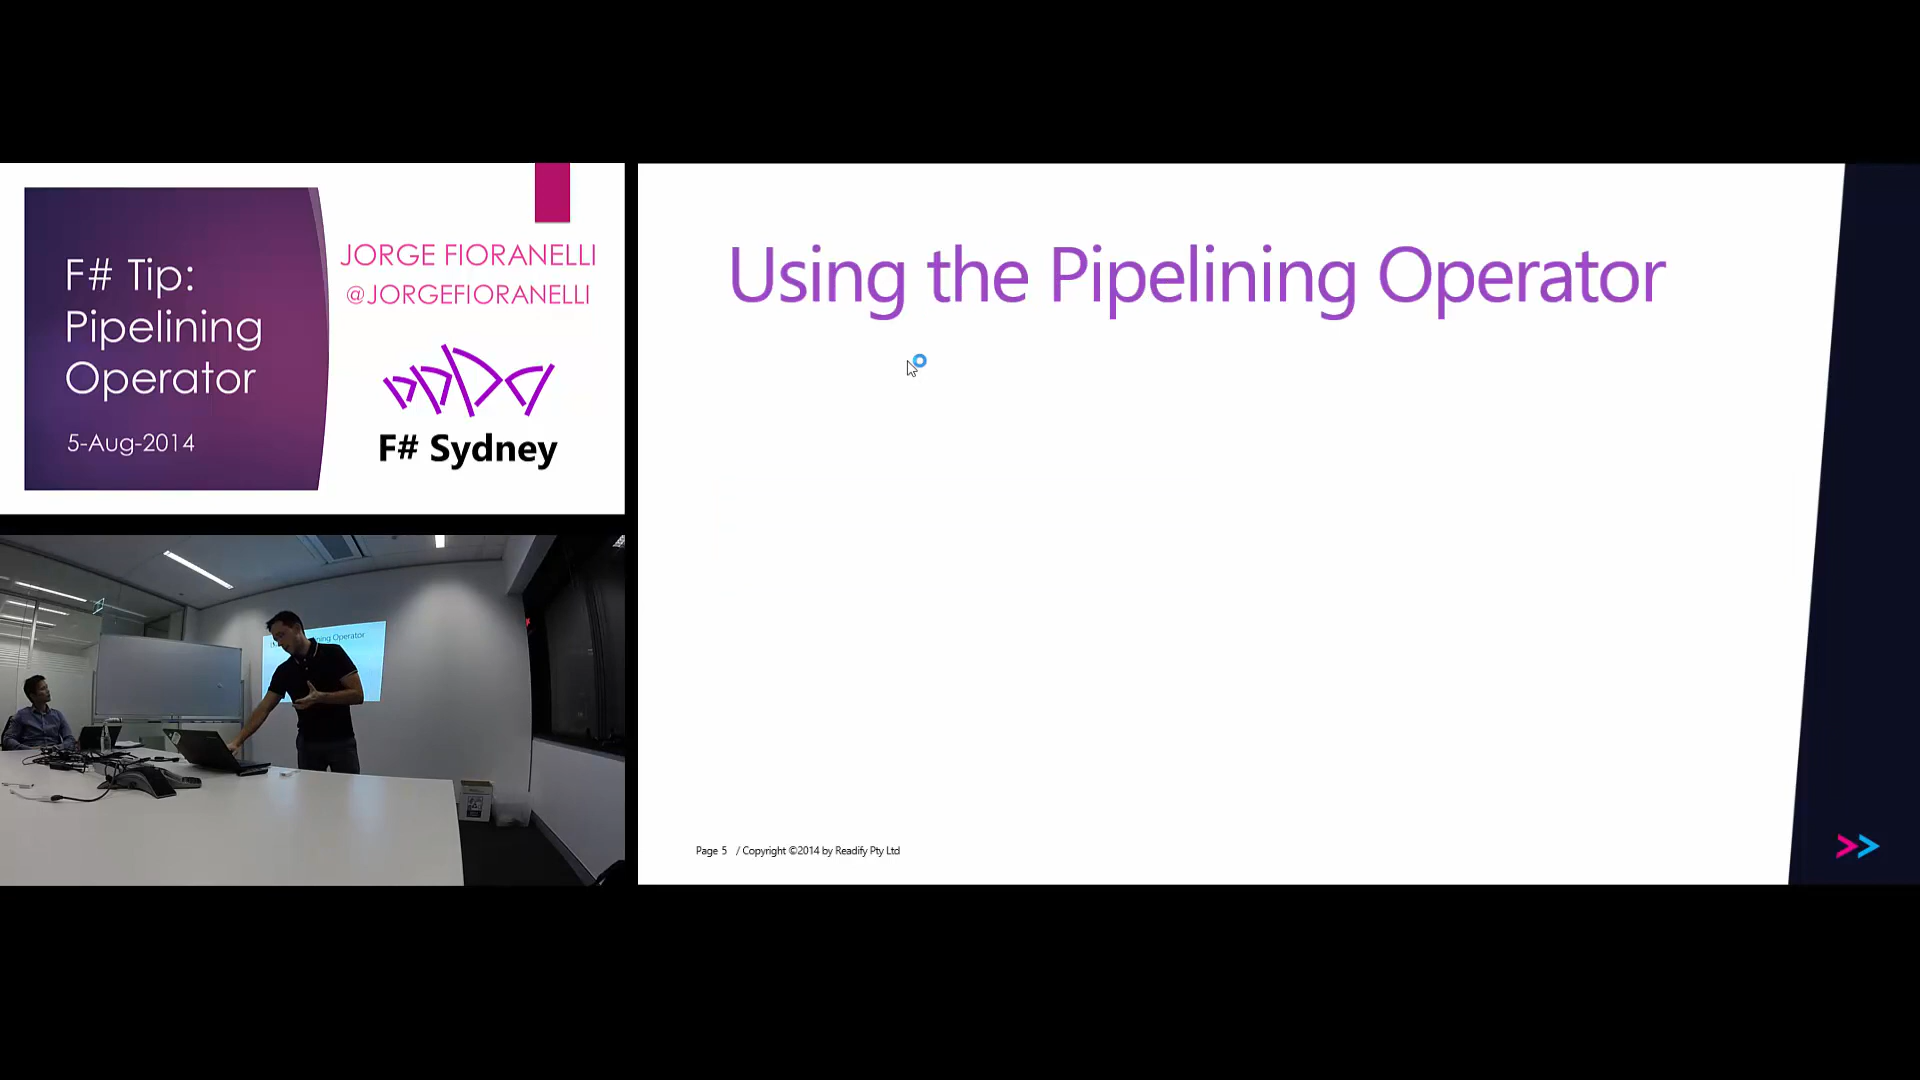 F# Tip:
Pipelining
Operator
5-Aug-2014
JORGE FIORANELLI
@JORGEFIORANELLI
F# Sydney
Using the Pipelining Operator
Page 5 / Copyright ©2014 by Readify Pty Ltd
Operator